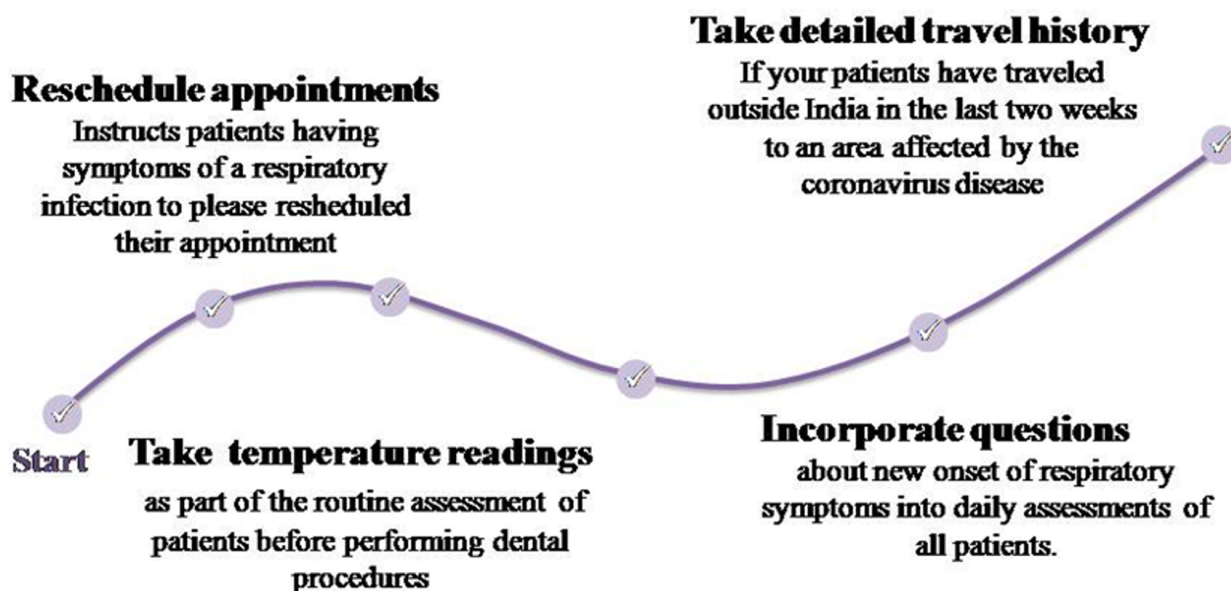 Reschedule appointments
Instructs patients having
symptoms of a respiratory
infection to please resheduled
their appointment
Take detailed travel history
If your patients have traveled
outside India in the last two weeks
to an area affected by the
coronavirus disease
Start
Take temperature readings
as part of the routine assessment of
patients before performing dental
procedures
Incorporate questions
about new onset of respiratory
symptoms into daily assessments of
all patients.